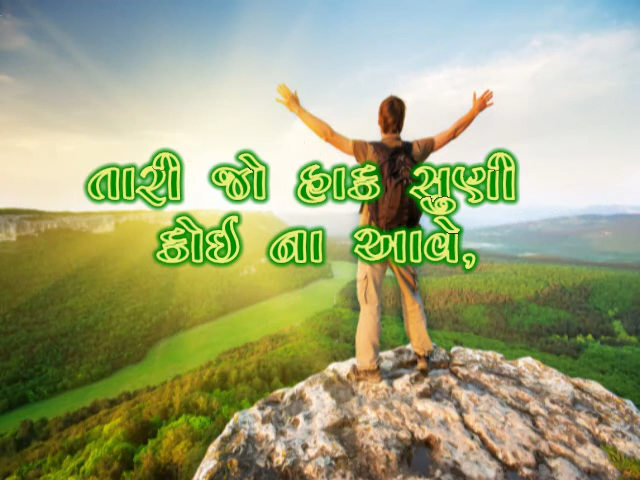 તારી જો હાક સુણી
કોઇ ના આવે,